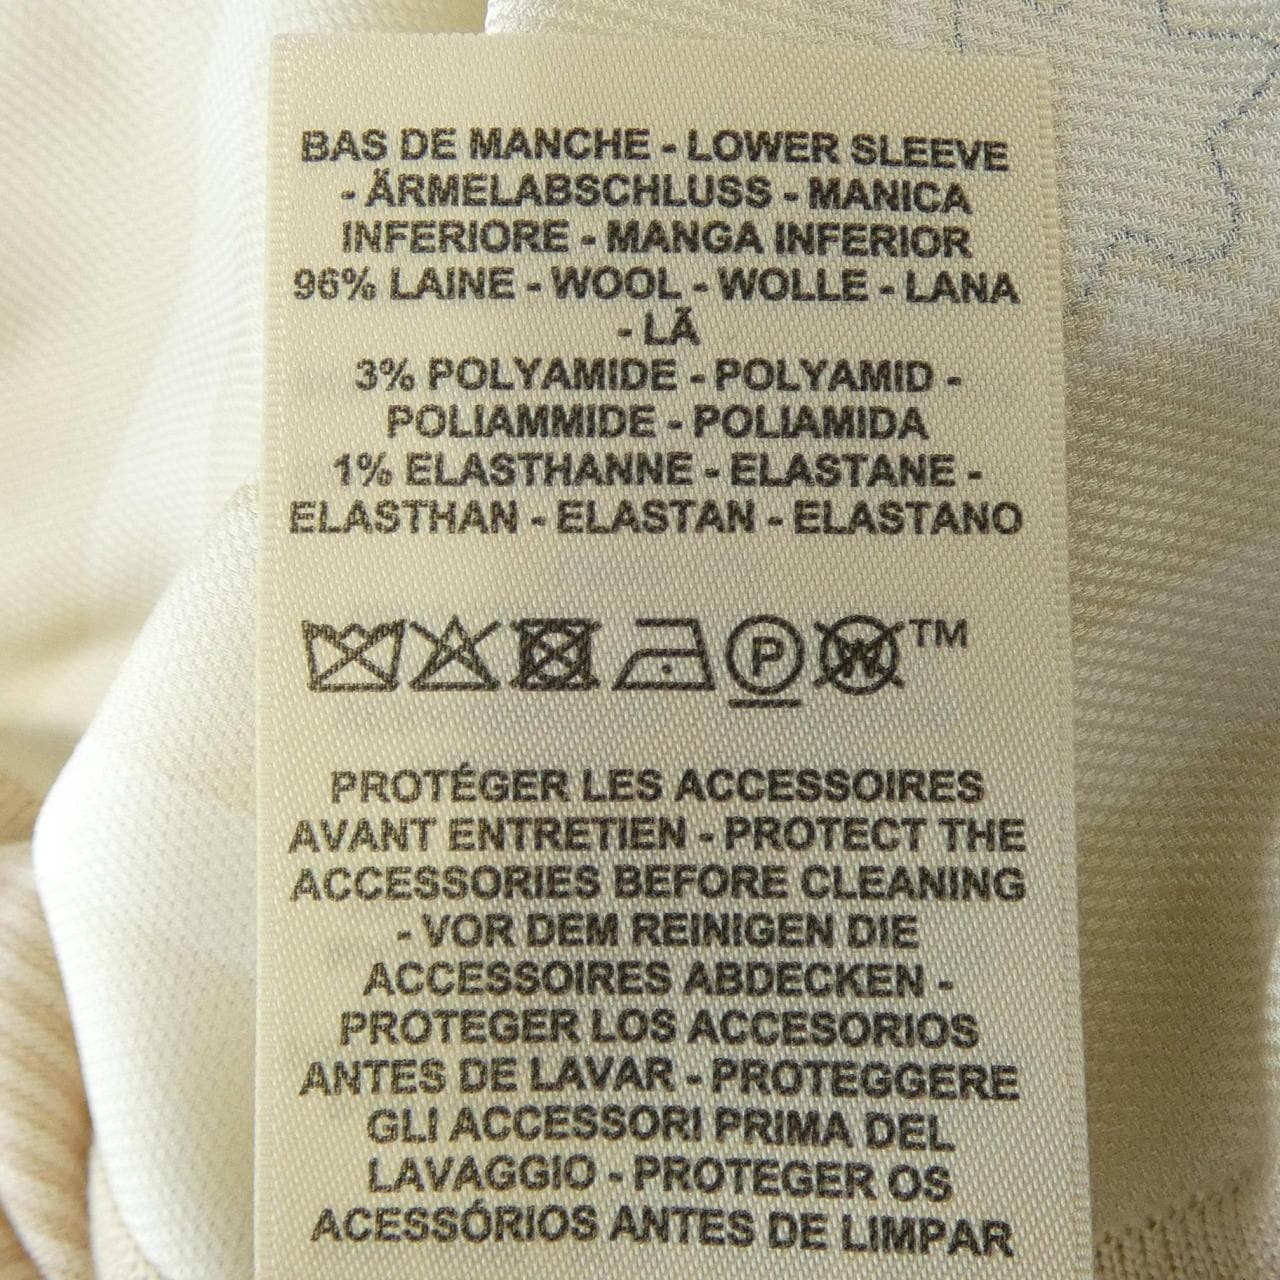 BAS DE MANCHE - LOWER SLEEVE
- ÄRMELABSCHLUSS - MANICA
INFERIORE - MANGA INFERIOR
96% LAINE - WOOL - WOLLE - LANA
- LÃ
3% POLYAMIDE - POLYAMID -
POLIAMMIDE - POLIAMIDA
1% ELASTHANNE - ELASTANE -
ELASTHAN - ELASTAN - ELASTANO
P W TM
PROTÉGER LES ACCESSOIRES
AVANT ENTRETIEN - PROTECT THE
ACCESSORIES BEFORE CLEANING
- VOR DEM REINIGEN DIE
ACCESSOIRES ABDECKEN -
PROTEGER LOS ACCESORIOS
ANTES DE LAVAR - PROTEGGERE
GLI ACCESSORI PRIMA DEL
LAVAGGIO - PROTEGER OS
ACESSÓRIOS ANTES DE LIMPAR